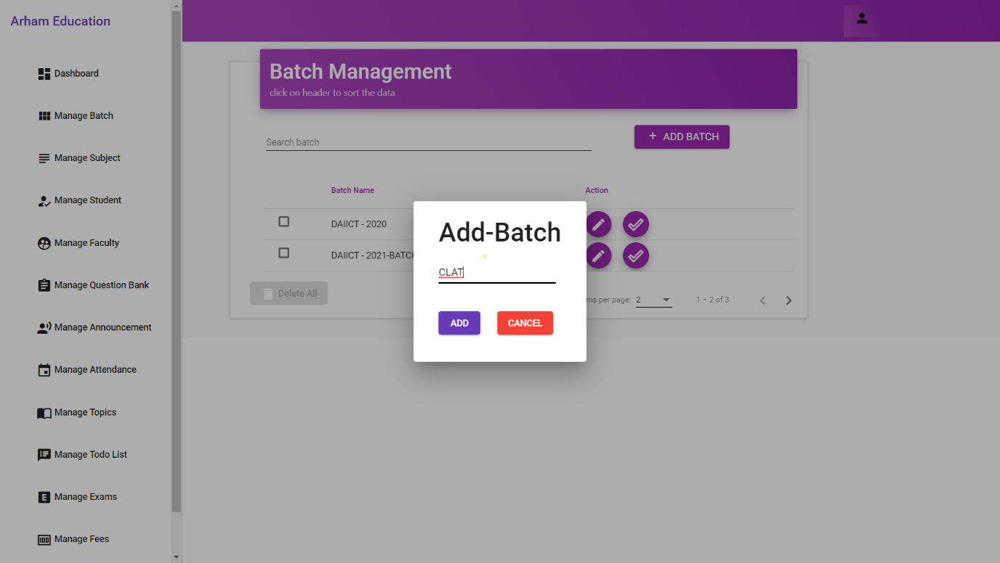 Arham Education
Dashboard
Manage Batch
Manage Subject
Manage Student
Manage Faculty
Manage Question Bank
Manage Announcement
Manage Attendance
Manage Topics
Manage Todo List
E Manage Exams
100 Manage Fees
Batch Management
click on header to sort the data
Search batch
+ ADD BATCH
Batch Name Action
DAIICT - 2020
DAIICT - 2021-BATCH
Delete All
per page: 2 1 – 2 of 3
Add-Batch
CLAT
ADD CANCEL